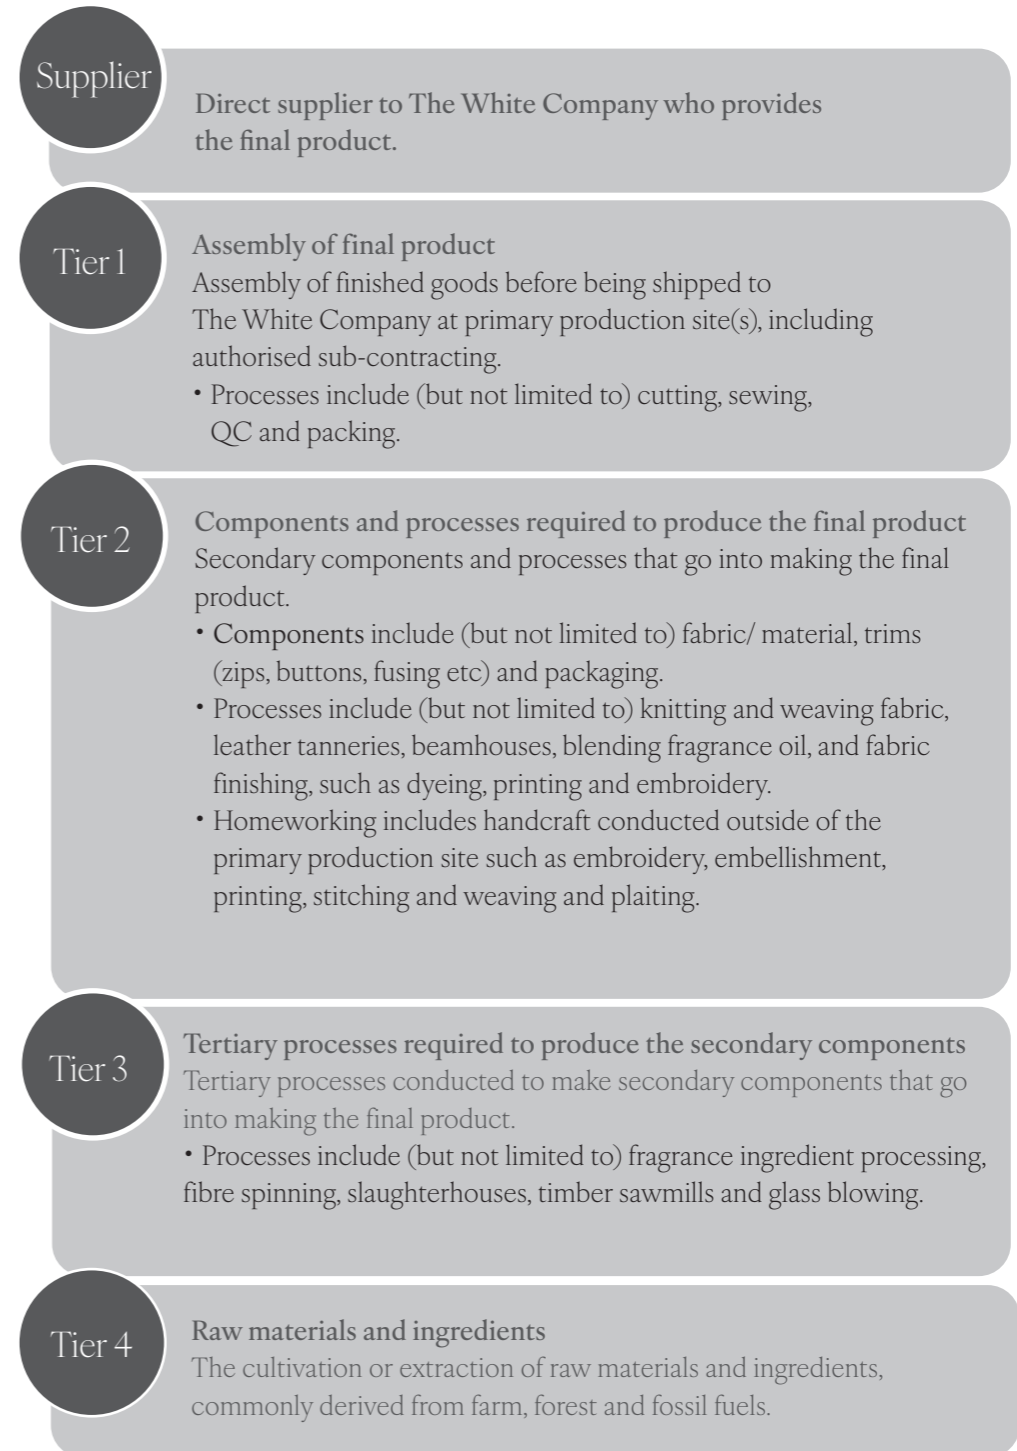 Supplier
Direct supplier to The White Company who provides
the final product.
Tier 1
Assembly of final product
Assembly of finished goods before being shipped to
The White Company at primary production site(s), including
authorised sub-contracting.
• Processes include (but not limited to) cutting, sewing,
QC and packing.
Tier 2
Components and processes required to produce the final product
Secondary components and processes that go into making the final
product.
• Components include (but not limited to) fabric/ material, trims
(zips, buttons, fusing etc) and packaging.
• Processes include (but not limited to) knitting and weaving fabric,
leather tanneries, beamhouses, blending fragrance oil, and fabric
finishing, such as dyeing, printing and embroidery.
• Homeworking includes handcraft conducted outside of the
primary production site such as embroidery, embellishment,
printing, stitching and weaving and plaiting.
Tier 3
Tertiary processes required to produce the secondary components
Tertiary processes conducted to make secondary components that go
into making the final product.
• Processes include (but not limited to) fragrance ingredient processing,
fibre spinning, slaughterhouses, timber sawmills and glass blowing.
Tier 4
Raw materials and ingredients
The cultivation or extraction of raw materials and ingredients,
commonly derived from farm, forest and fossil fuels.